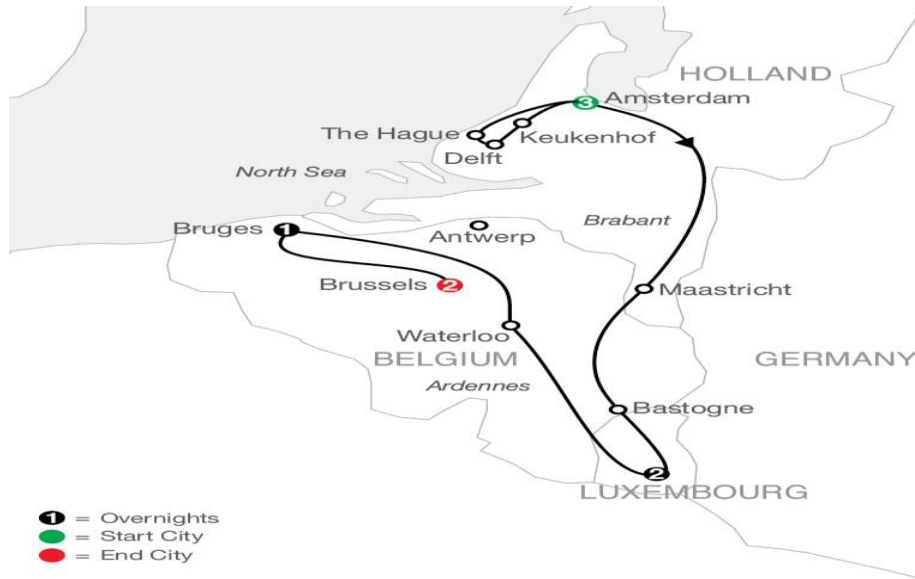 HOLLAND
3 Amsterdam
The Hague
Keukenhof
Delft
North Sea
Bruges 1
Brabant
Antwerp
Brussels 2
Maastricht
Waterloo
BELGIUM
GERMANY
Ardennes
Bastogne
2
LUXEMBOURG
1 = Overnights
= Start City
= End City